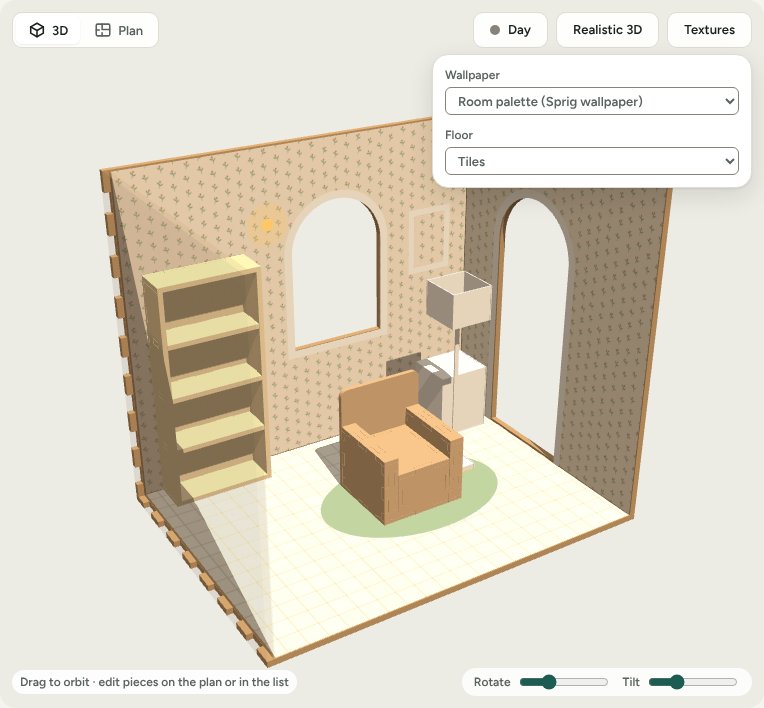 3D
Plan
Day
Realistic 3D
Textures
Wallpaper
Room palette (Sprig wallpaper)
Floor
Tiles
Drag to orbit · edit pieces on the plan or in the list
Rotate
Tilt